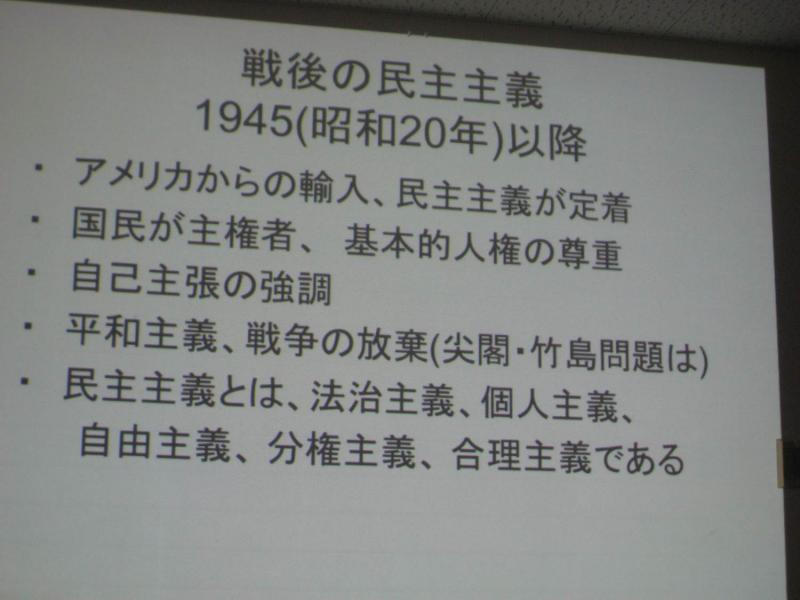 戦後の民主主義
1945(昭和20年)以降
・ アメリカからの輸入、民主主義が定着
・ 国民が主権者、 基本的人権の尊重
・ 自己主張の強調
・ 平和主義、戦争の放棄(尖閣・竹島問題は)
・ 民主主義とは、法治主義、個人主義、
自由主義、分権主義、合理主義である